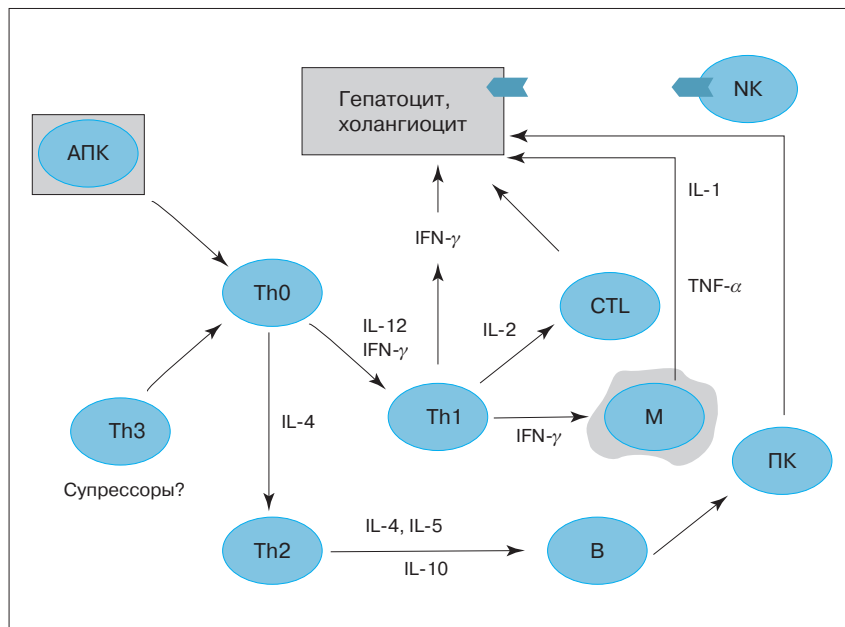 Гепатоцит,
холангиоцит
NK
АПК
IL-1
IFN-γ
Th0
CTL
TNF-α
IL-12
IFN-γ
IL-2
Th3
IL-4
Th1
IFN-γ
М
ПК
Супрессоры?
Th2
IL-4, IL-5
IL-10
В